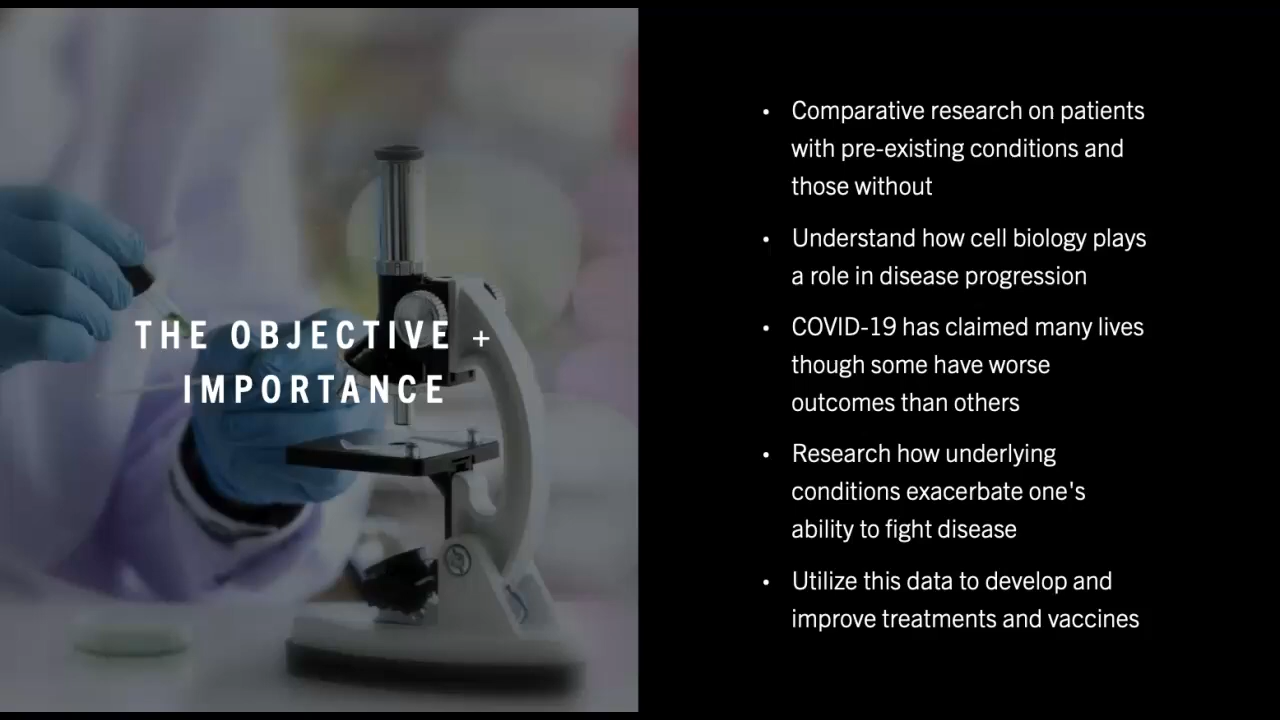 THE OBJECTIVE +
IMPORTANCE
• Comparative research on patients
with pre-existing conditions and
those without
• Understand how cell biology plays
a role in disease progression
• COVID-19 has claimed many lives
though some have worse
outcomes than others
• Research how underlying
conditions exacerbate one's
ability to fight disease
• Utilize this data to develop and
improve treatments and vaccines